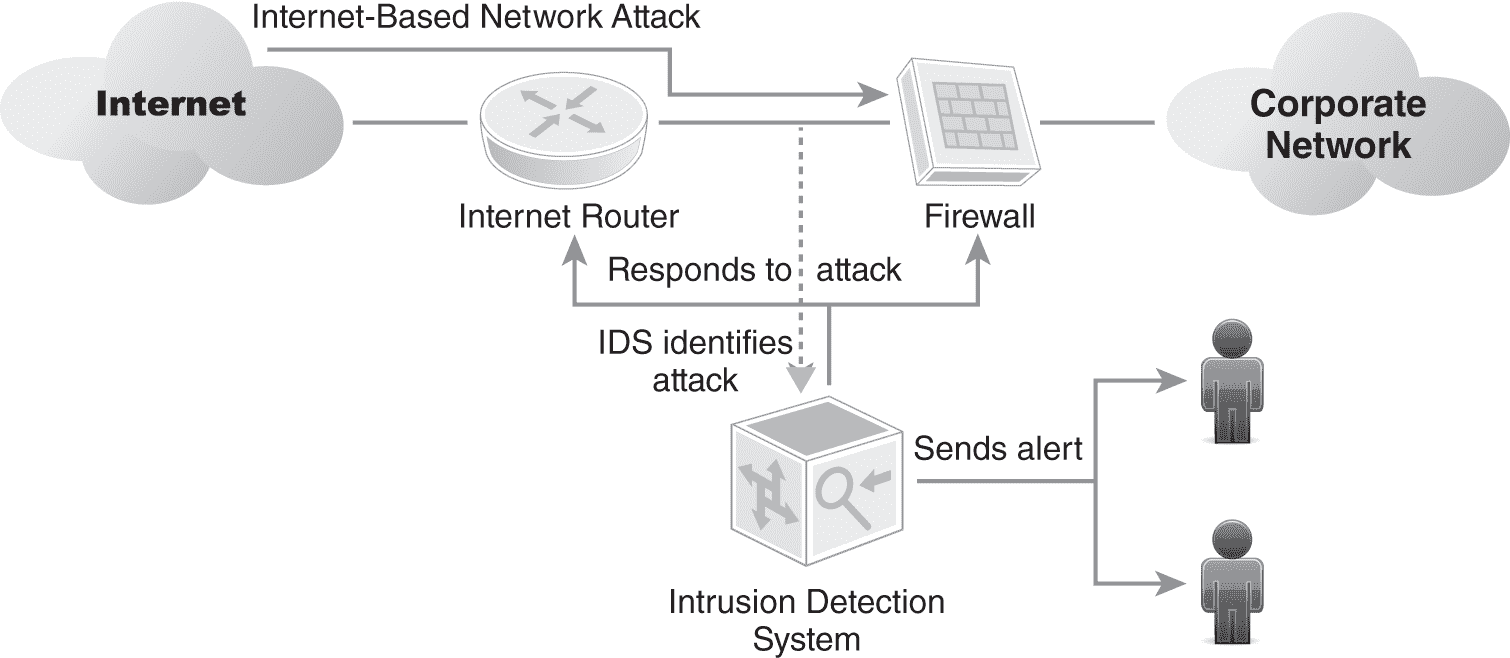 Internet-Based Network Attack
Internet
Corporate
Network
Internet Router
Firewall
Responds to attack
IDS identifies
attack
Sends alert
Intrusion Detection
System